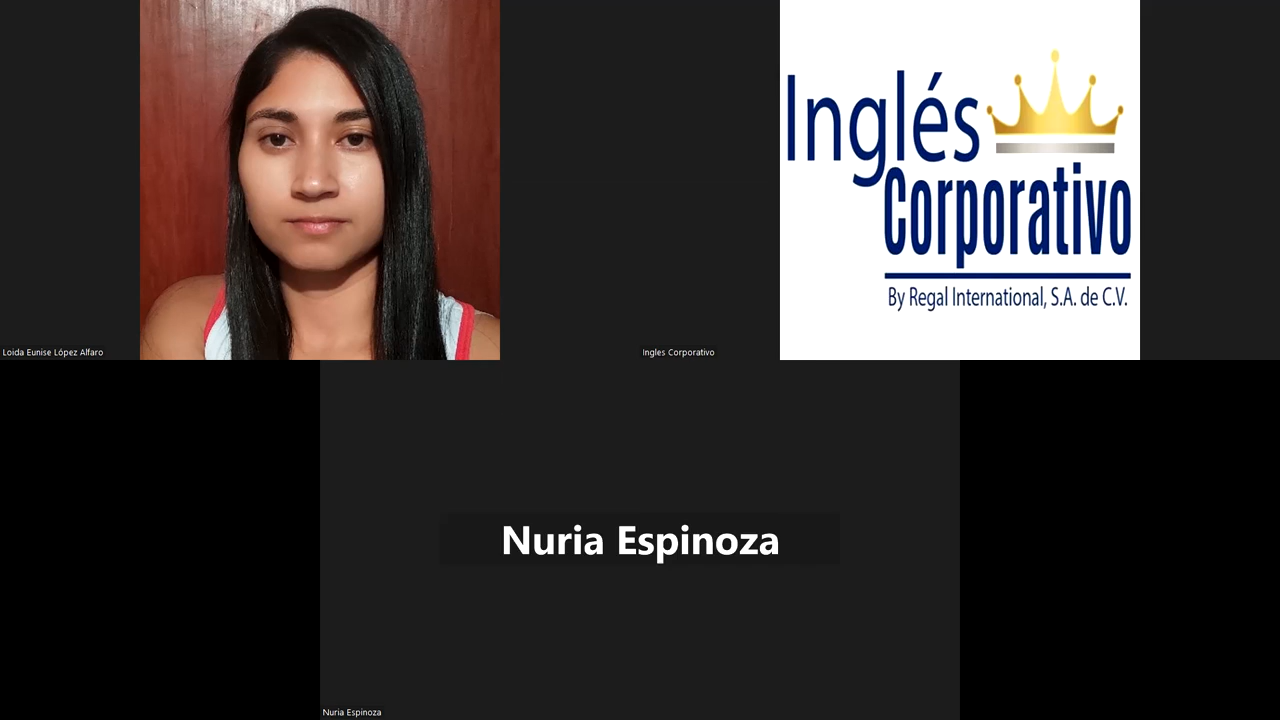 Inglés
Corporativo
By Regal International, S.A. de C.V.
Loida Eunise López Alfaro
Ingles Corporativo
Nuria Espinoza
Nuria Espinoza